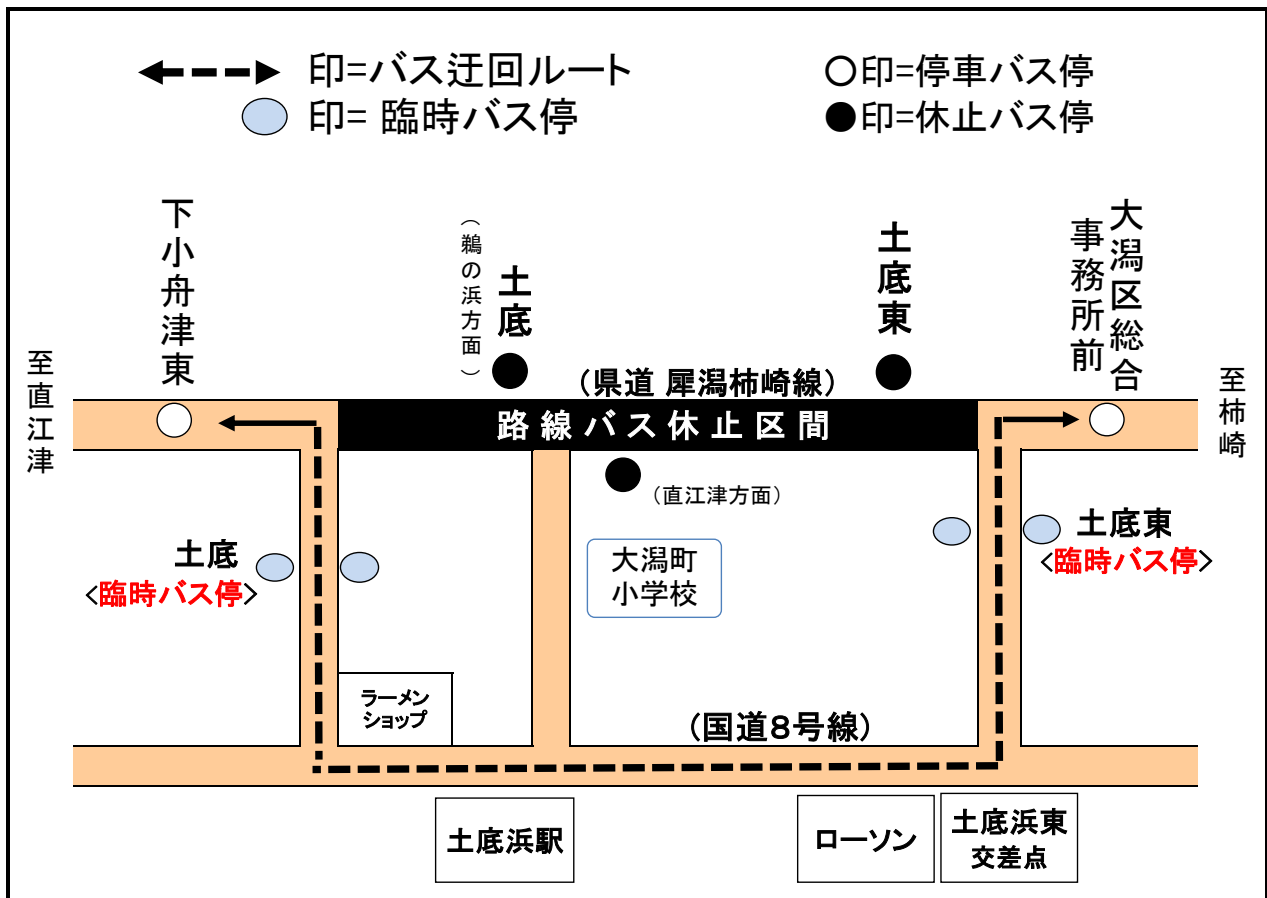 印=バス迂回ルート
印= 臨時バス停
○印=停車バス停
●印=休止バス停
至直江津
下小舟津東
（鵜の浜方面）
土底
土底東
大潟区総合
事務所前
至柿崎
（県道 犀潟柿崎線）
路線バス休止区間
（直江津方面）
土底
<臨時バス停>
大潟町
小学校
土底東
<臨時バス停>
ラーメン
ショップ
（国道8号線）
土底浜駅
ローソン
土底浜東
交差点